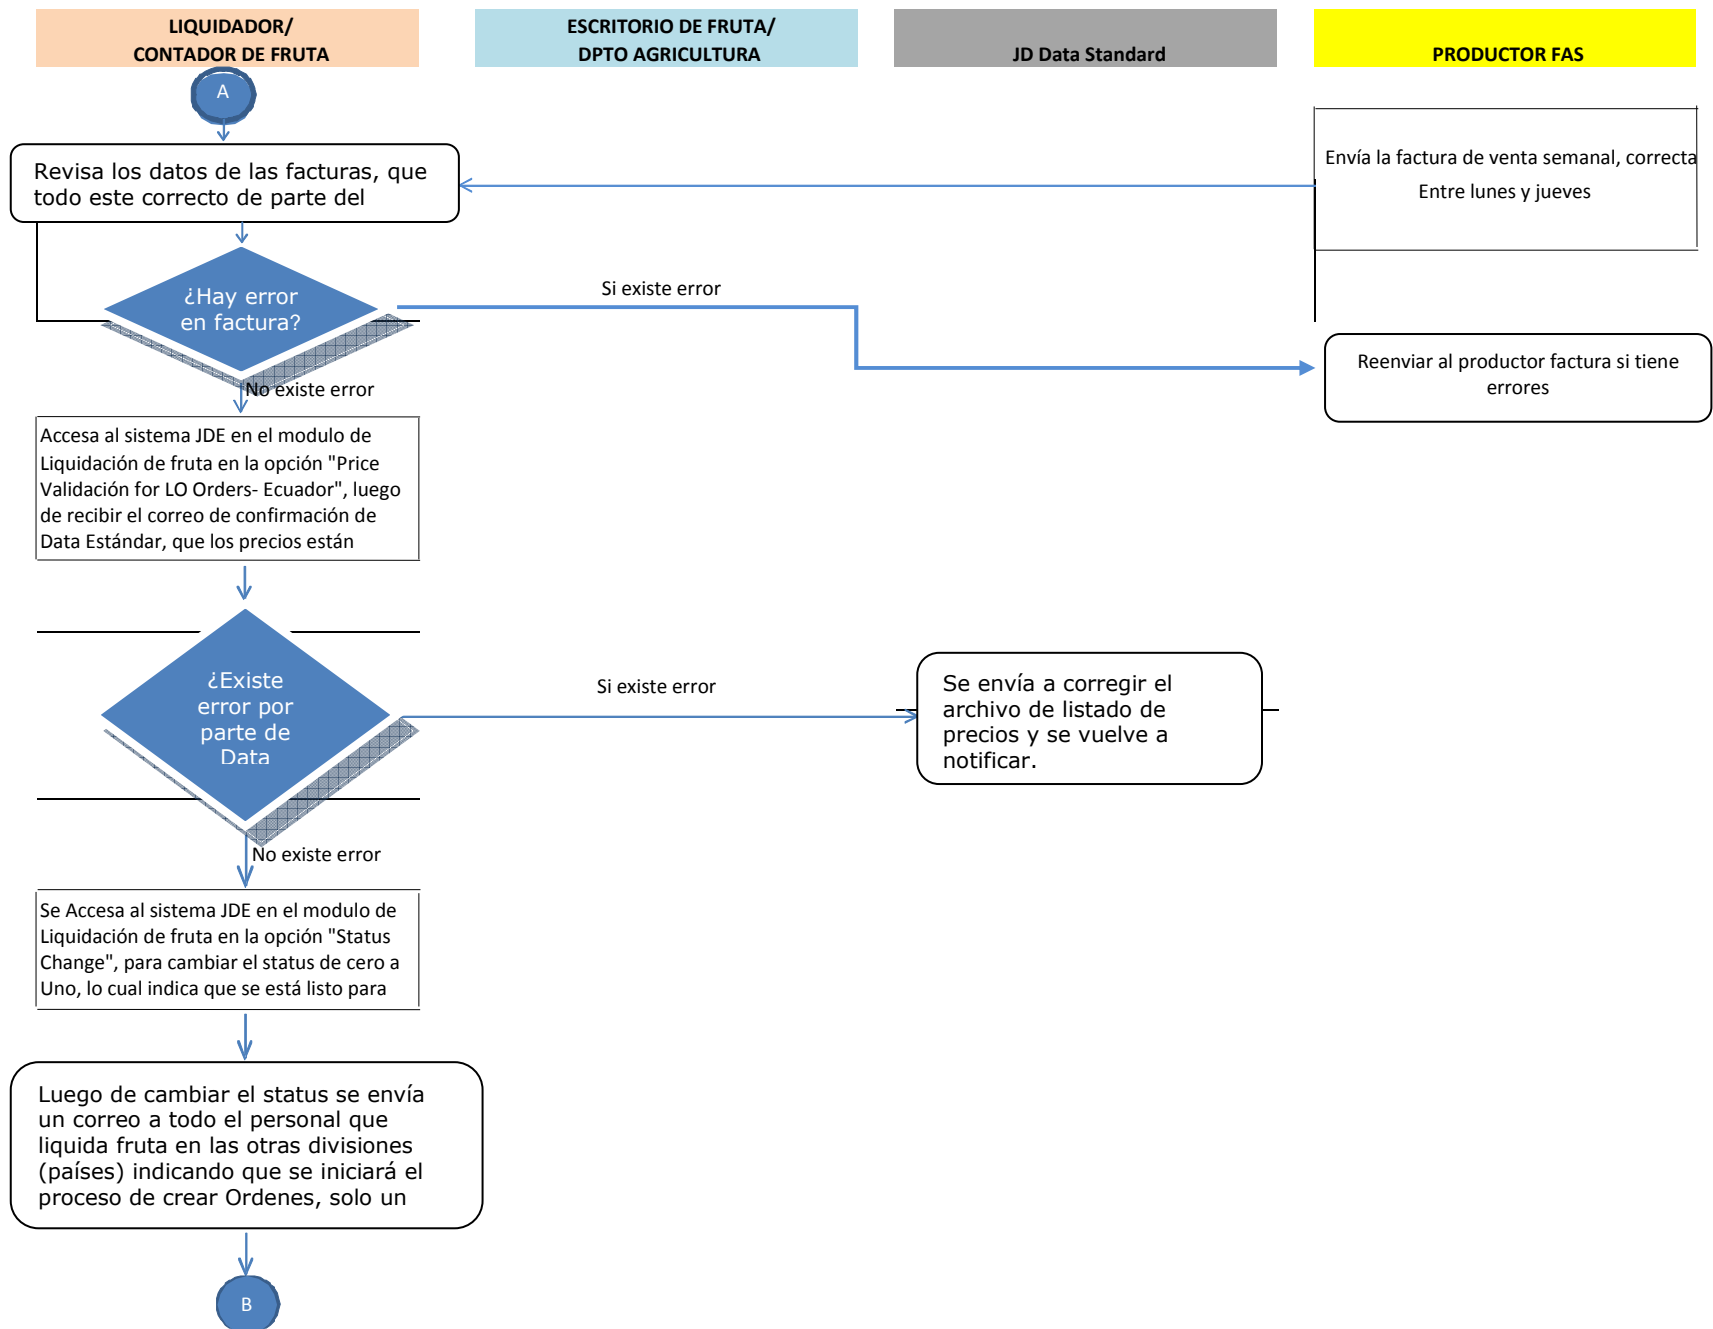 LIQUIDADOR/
CONTADOR DE FRUTA
ESCRITORIO DE FRUTA/
DPTO AGRICULTURA
JD Data Standard
PRODUCTOR FAS
A
Revisa los datos de las facturas, que
todo este correcto de parte del
Envía la factura de venta semanal, correcta
Entre lunes y jueves
¿Hay error
en factura?
Si existe error
Reenviar al productor factura si tiene
errores
No existe error
Accesa al sistema JDE en el modulo de
Liquidación de fruta en la opción "Price
Validación for LO Orders- Ecuador", luego
de recibir el correo de confirmación de
Data Estándar, que los precios están
¿Existe
error por
parte de
Data
Si existe error
Se envía a corregir el
archivo de listado de
precios y se vuelve a
notificar.
No existe error
Se Accesa al sistema JDE en el modulo de
Liquidación de fruta en la opción "Status
Change", para cambiar el status de cero a
Uno, lo cual indica que se está listo para
Luego de cambiar el status se envía
un correo a todo el personal que
liquida fruta en las otras divisiones
(países) indicando que se iniciará el
proceso de crear Ordenes, solo un
B